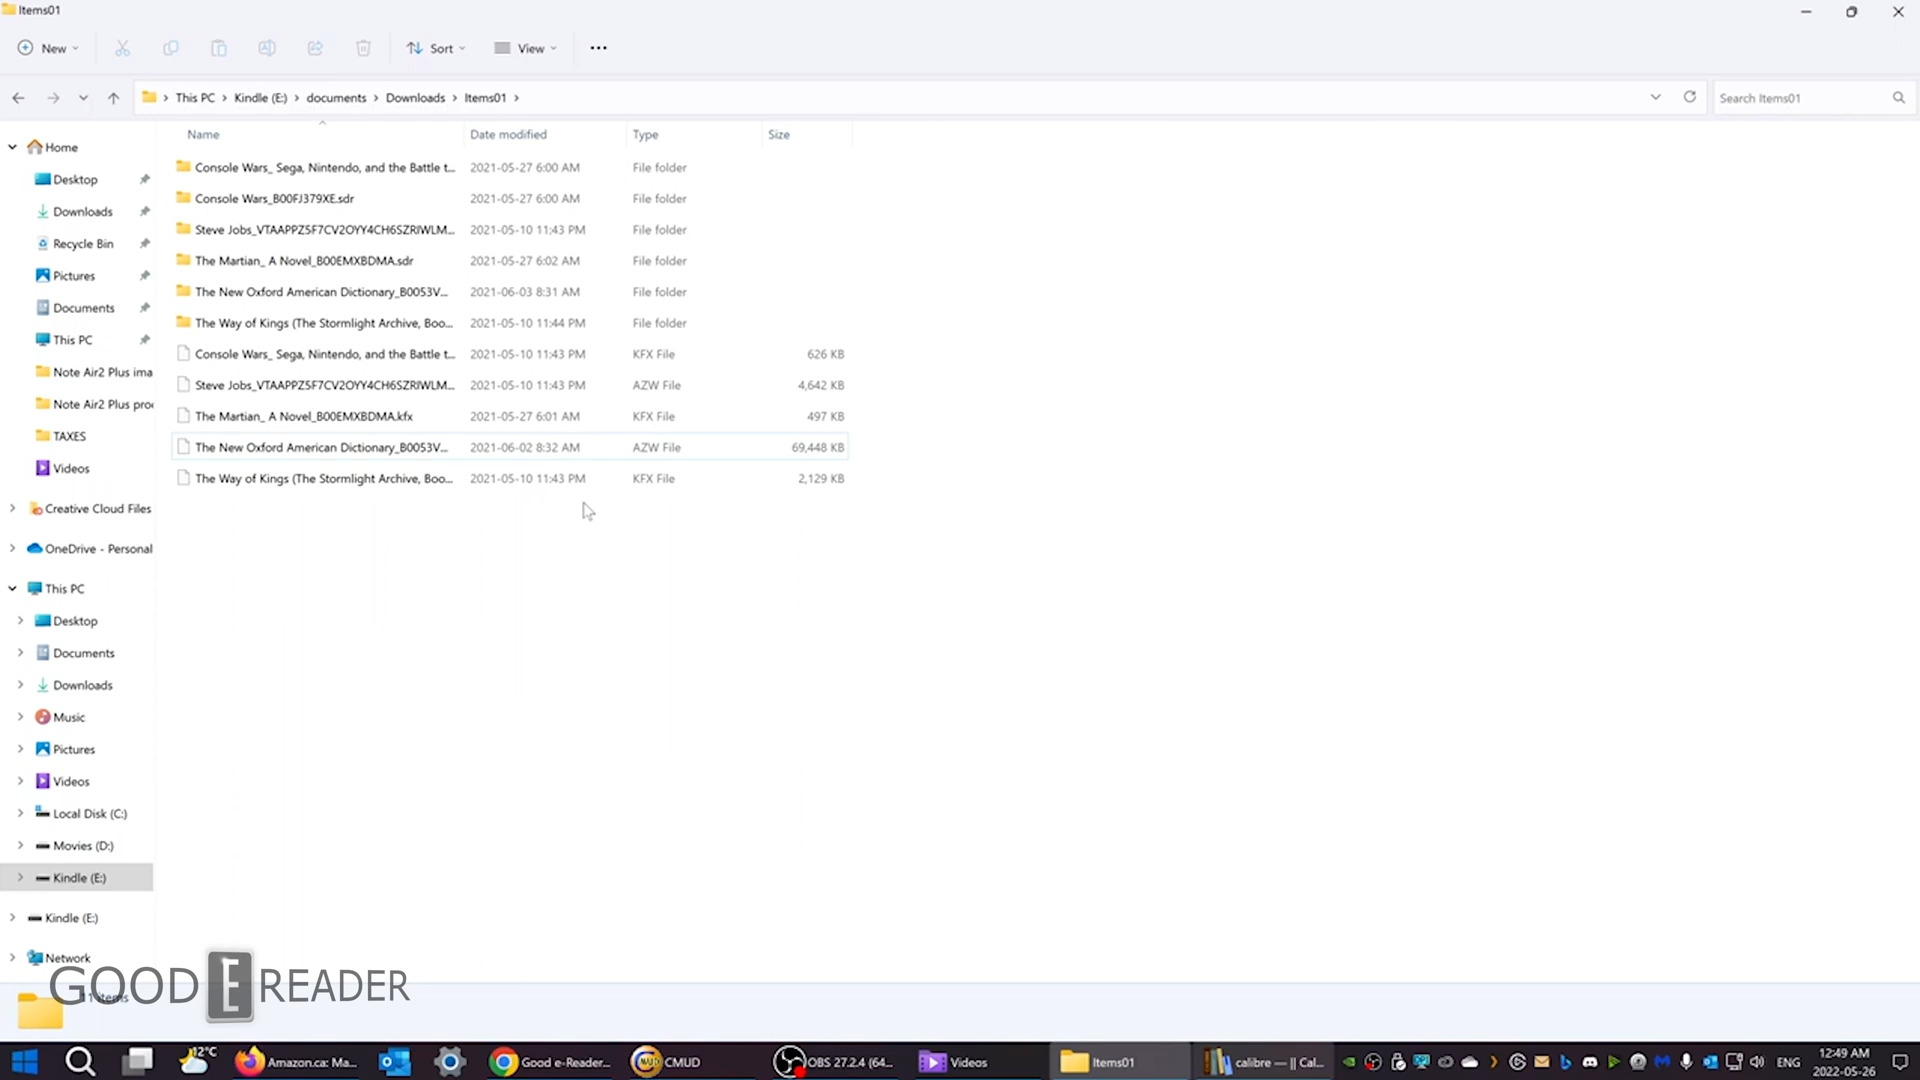 Items01
New
Sort
View
This PC > Kindle (E:) > documents > Downloads > Items01 >
Search Items01
Name Date modified Type Size
Console Wars_ Sega, Nintendo, and the Battle t... 2021-05-27 6:00 AM File folder
Console Wars_B00FJ379XE.sdr 2021-05-27 6:00 AM File folder
Steve Jobs_VTAAPPZ5F7CV2OYY4CH6SZRIWLM... 2021-05-10 11:43 PM File folder
The Martian_ A Novel_B00EMXBDMA.sdr 2021-05-27 6:02 AM File folder
The New Oxford American Dictionary_B0053V... 2021-06-03 8:31 AM File folder
The Way of Kings (The Stormlight Archive, Boo... 2021-05-10 11:44 PM File folder
Console Wars_ Sega, Nintendo, and the Battle t... 2021-05-10 11:43 PM KFX File 626 KB
Steve Jobs_VTAAPPZ5F7CV2OYY4CH6SZRIWLM... 2021-05-10 11:43 PM AZW File 4,642 KB
The Martian_ A Novel_B00EMXBDMA.kfx 2021-05-27 6:01 AM KFX File 497 KB
The New Oxford American Dictionary_B0053V... 2021-06-02 8:32 AM AZW File 69,448 KB
The Way of Kings (The Stormlight Archive, Boo... 2021-05-10 11:43 PM KFX File 2,129 KB
Home
Desktop
Downloads
Recycle Bin
Pictures
Documents
This PC
Note Air2 Plus ima
Note Air2 Plus pro
TAXES
Videos
Creative Cloud Files
OneDrive - Personal
This PC
Desktop
Documents
Downloads
Music
Pictures
Videos
Local Disk (C:)
Movies (D:)
Kindle (E:)
Kindle (E:)
Network
GOOD E READER
11 items
12°C
Amazon.ca: Ma...
Good e-Reader...
CMUD
OBS 27.2.4 (64...
Videos
Items01
calibre — || Cal...
ENG
12:49 AM
2022-05-26